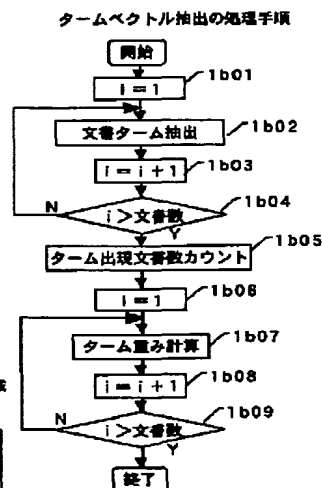 タームベクトル抽出の処理手順
開始
i = 1
1b01
文書ターム抽出
1b02
i = i + 1
1b03
i > 文書数
1b04
N
Y
ターム出現文書数カウント
1b05
i = 1
1b06
ターム重み計算
1b07
i = i + 1
1b08
i > 文書数
1b09
N
Y
終了